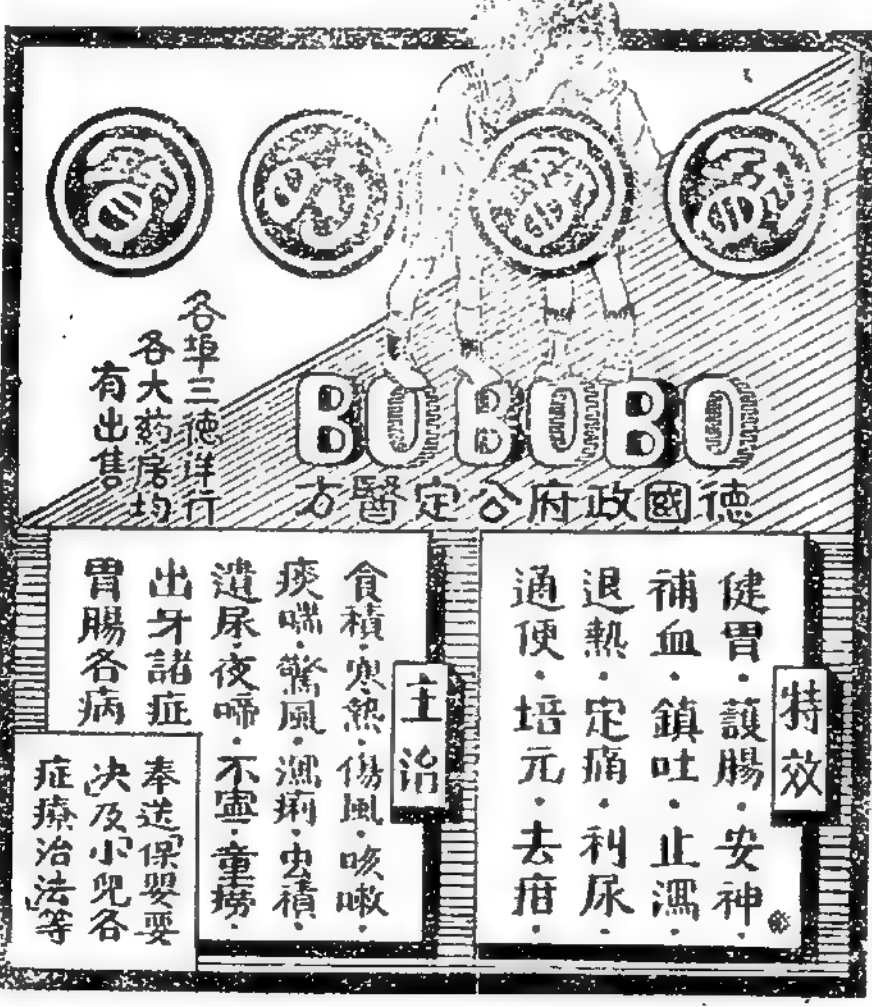 BOBOBO
德國政府公定醫方
各埠三德洋行
各大葯房均
有出售
特效
健胃·護腸·安神·
補血·鎮吐·止瀉·
退熱·定痛·利尿·
通便·培元·去疳·
主治
食積·寒熱·傷風·咳嗽·
痰喘·驚風·瀉痢·虫積·
遺尿·夜啼·不寧·童癆·
出牙諸症
胃腸各病
奉送「保嬰要
决及小兒各
症療治法」等